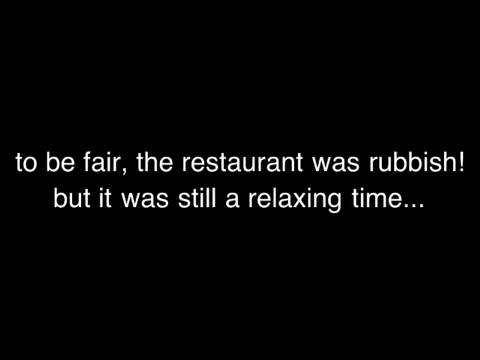 to be fair, the restaurant was rubbish!
but it was still a relaxing time...